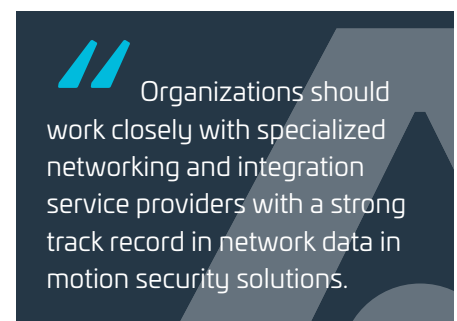 “ Organizations should
work closely with specialized
networking and integration
service providers with a strong
track record in network data in
motion security solutions.